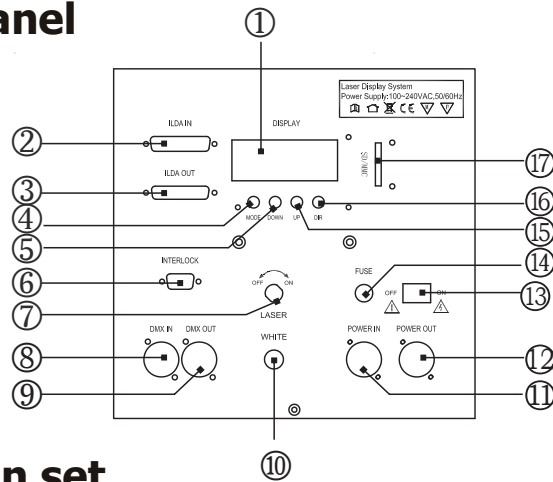 anel
①
Laser Display System
Power Supply:100~240VAC,50/60Hz
ILDA IN
DISPLAY
②
SD/MMC
⑰
ILDA OUT
③
④
MODE DOWN UP DIR
⑯
⑤
⑮
INTERLOCK
⑥
FUSE
⑭
OFF ON
OFF ON
⑦
⑬
LASER
DMX IN DMX OUT
WHITE
POWER IN POWER OUT
⑧
⑫
⑨
⑪
⑩
n set